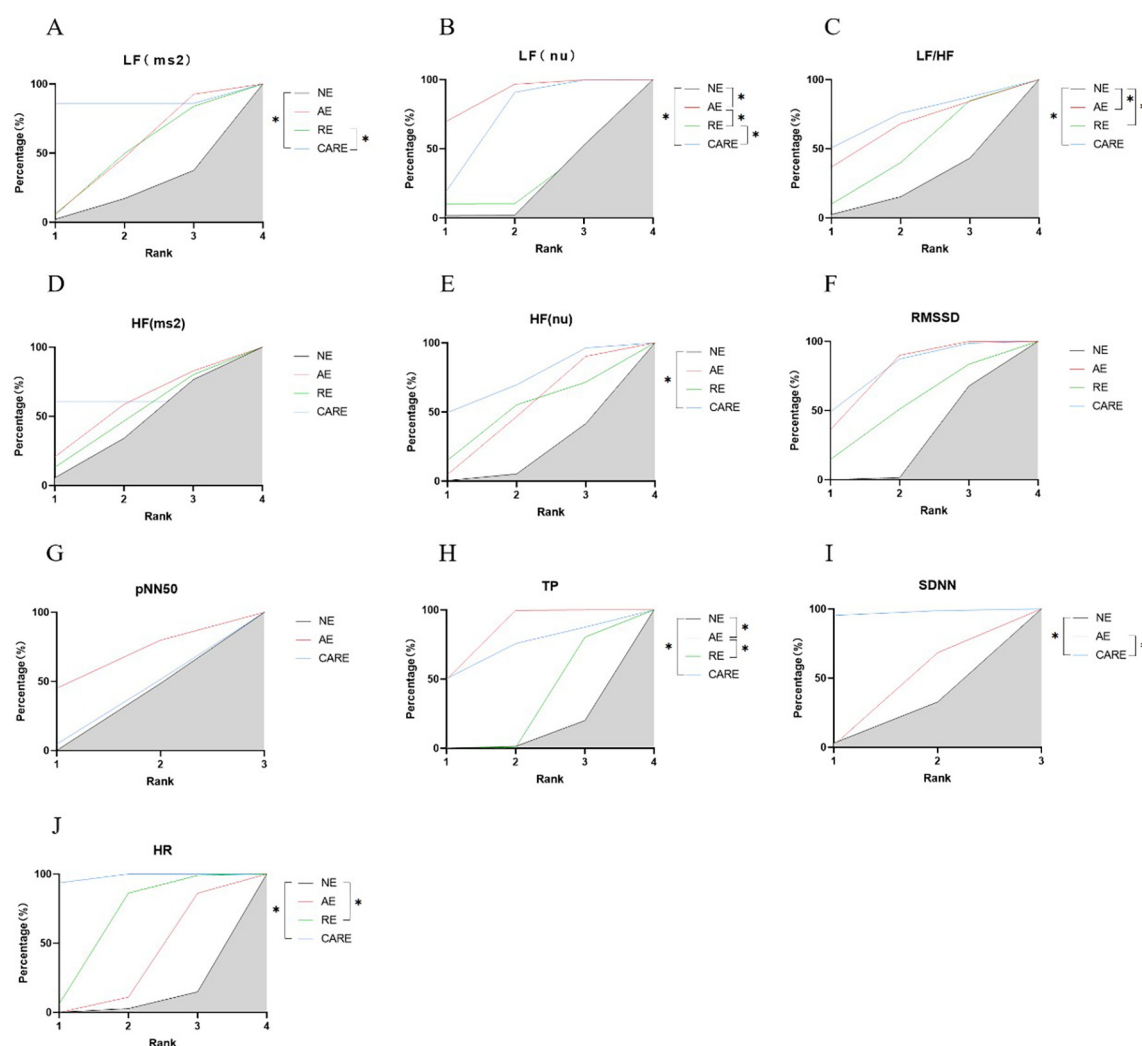 A
LF ( ms2 )
Percentage(%)
100
50
0
1 2 3 4
Rank
NE
AE
RE
CARE
*
*
B
LF ( nu )
Percentage(%)
100
50
0
1 2 3 4
Rank
NE
AE
RE
CARE
*
*
*
*
C
LF/HF
Percentage(%)
100
50
0
1 2 3 4
Rank
NE
AE
RE
CARE
*
*
D
HF(ms2)
Percentage(%)
100
50
0
1 2 3 4
Rank
NE
AE
RE
CARE
E
HF(nu)
Percentage(%)
100
50
0
1 2 3 4
Rank
NE
AE
RE
CARE
*
F
RMSSD
Percentage(%)
100
50
0
1 2 3 4
Rank
NE
AE
RE
CARE
G
pNN50
Percentage(%)
100
50
0
1 2 3
Rank
NE
AE
CARE
H
TP
Percentage(%)
100
50
0
1 2 3 4
Rank
NE
AE
RE
CARE
*
*
*
I
SDNN
Percentage(%)
100
50
0
1 2 3
Rank
NE
AE
CARE
*
J
HR
Percentage(%)
100
50
0
1 2 3 4
Rank
NE
AE
RE
CARE
*
*